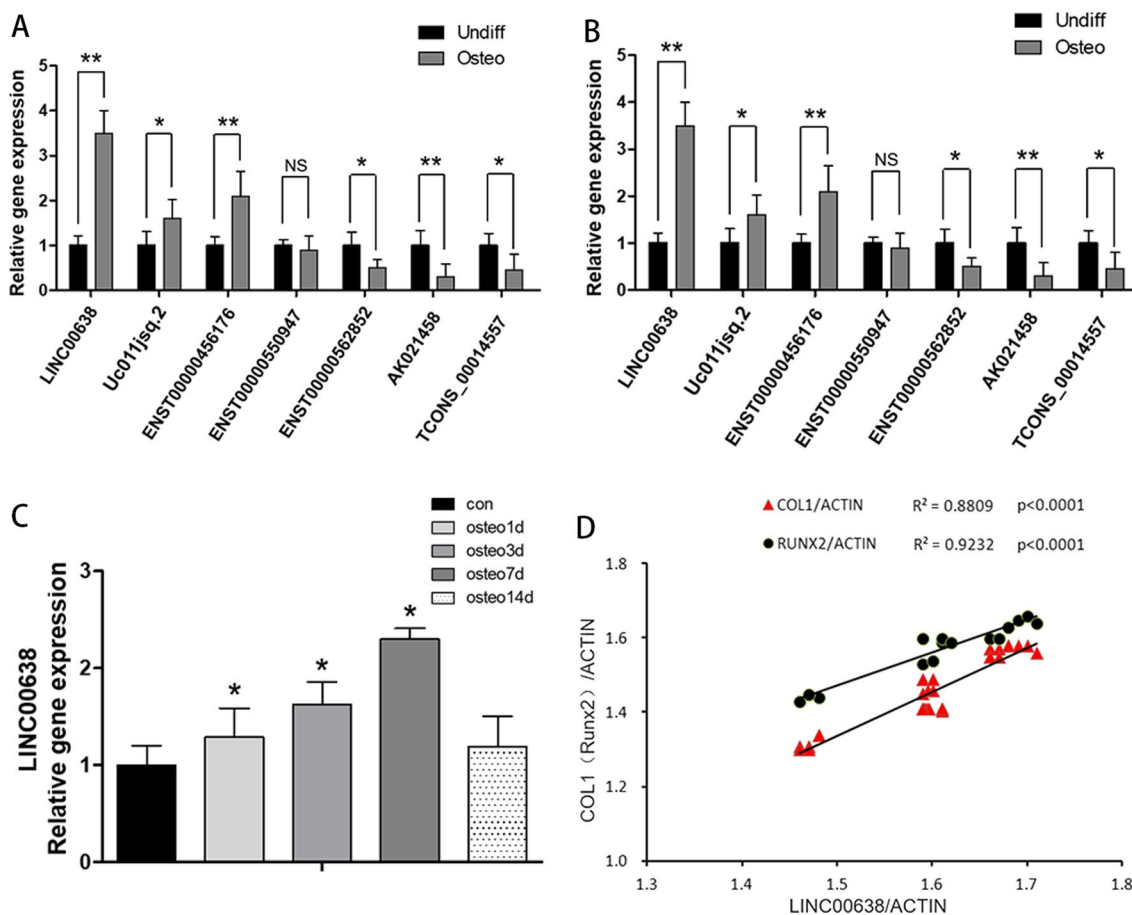 A
Undiff
Osteo
Relative gene expression
5
4
3
2
1
0
**
*
**
NS
*
**
*
LINC00638
Uc011jsq.2
ENST00000456176
ENST00000550947
ENST00000562852
AK021458
TCONS_00014557
B
Undiff
Osteo
Relative gene expression
5
4
3
2
1
0
**
*
**
NS
*
**
*
LINC00638
Uc011jsq.2
ENST00000456176
ENST00000550947
ENST00000562852
AK021458
TCONS_00014557
C
con
osteo1d
osteo3d
osteo7d
osteo14d
LINC00638
Relative gene expression
3
2
1
0
*
*
*
D
COL1/ACTIN R² = 0.8809 p<0.0001
RUNX2/ACTIN R² = 0.9232 p<0.0001
COL1（Runx2）/ACTIN
1.8
1.6
1.4
1.2
1.0
1.3 1.4 1.5 1.6 1.7 1.8
LINC00638/ACTIN